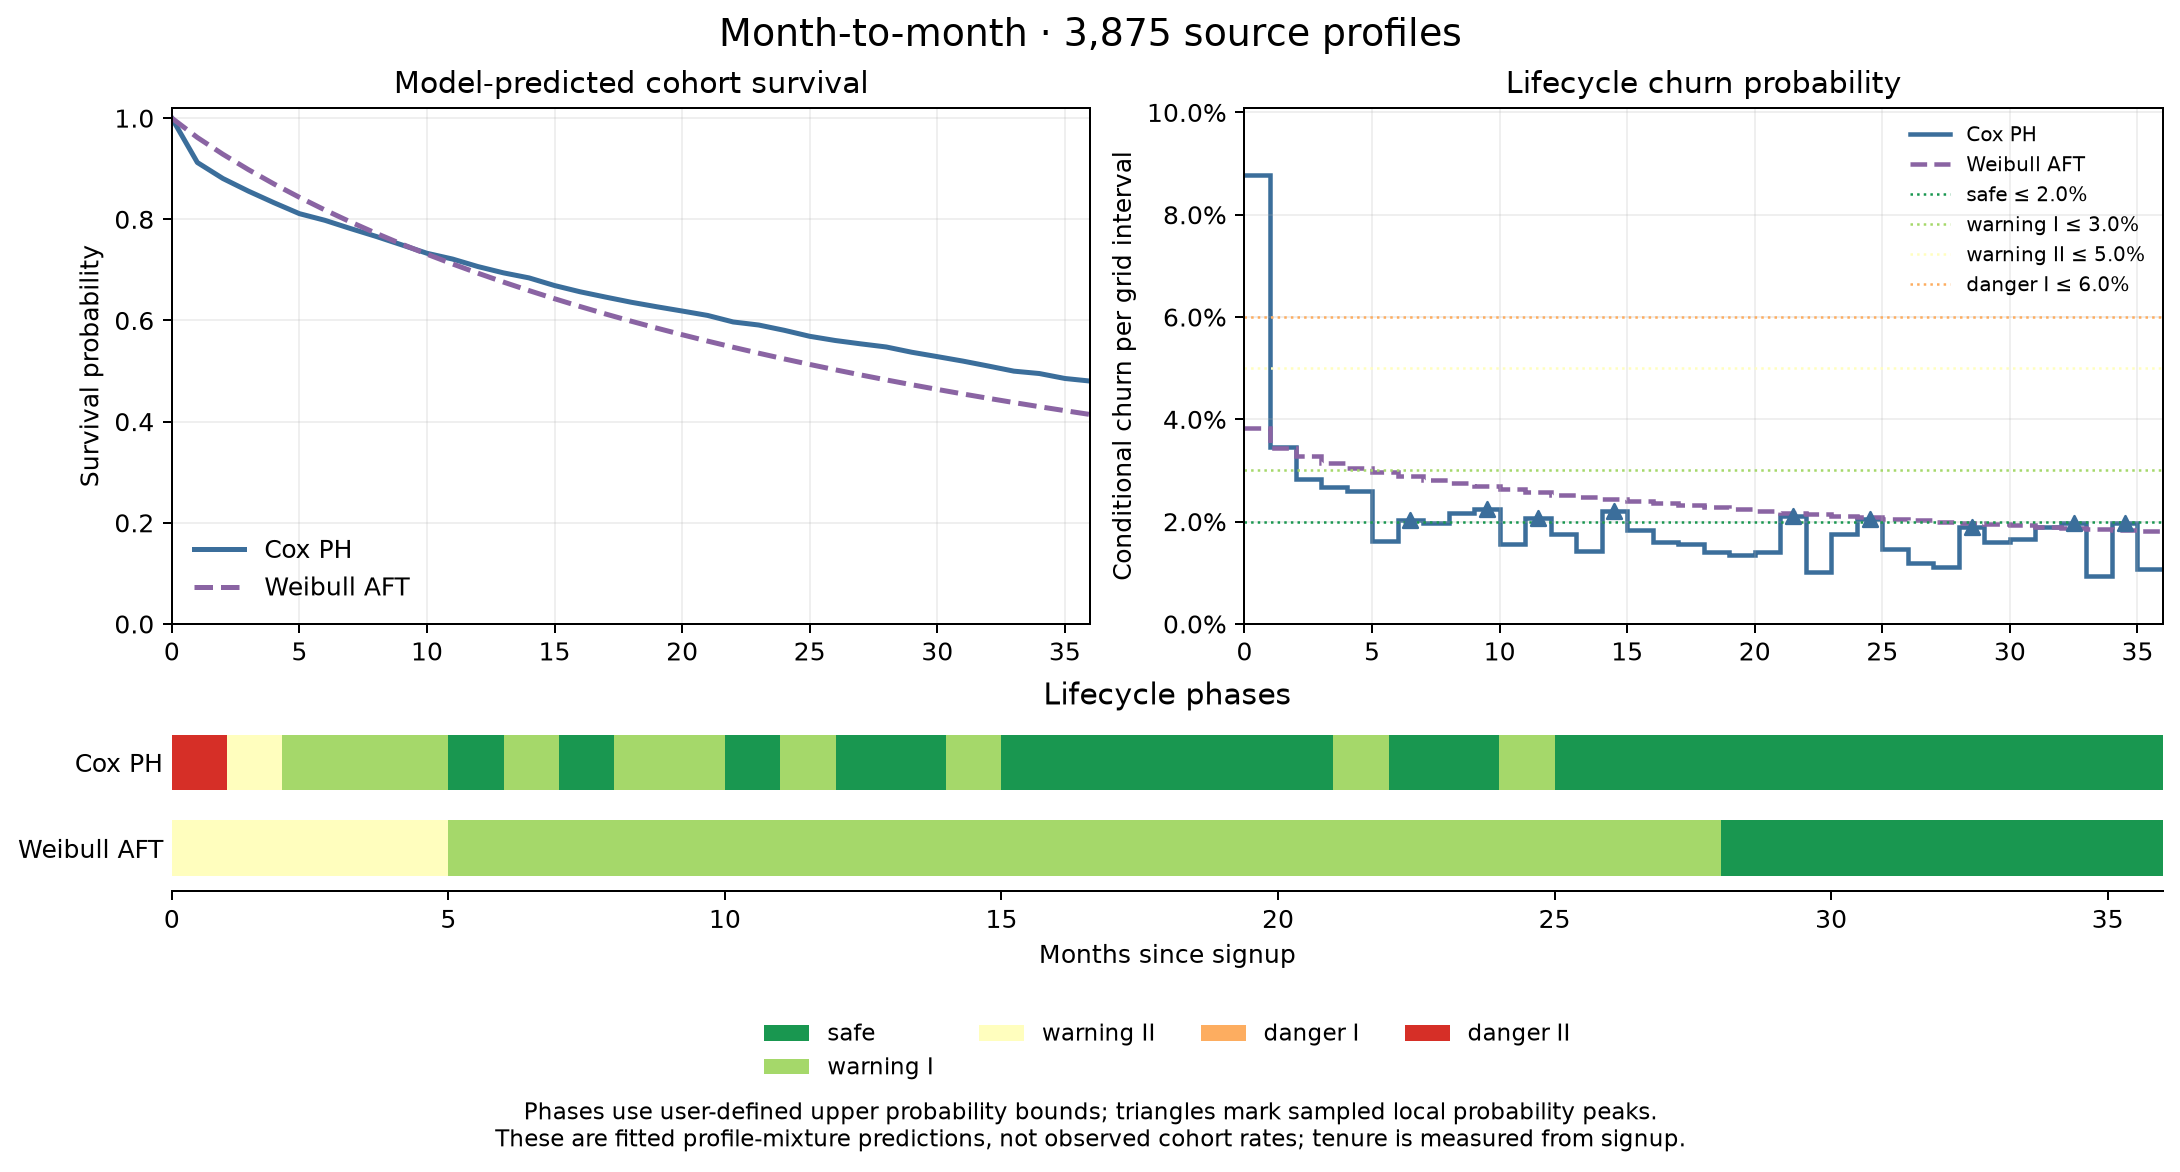 Month-to-month · 3,875 source profiles
Model-predicted cohort survival
Survival probability
1.0
0.8
0.6
0.4
0.2
0.0
0 5 10 15 20 25 30 35
Cox PH
Weibull AFT
Lifecycle churn probability
Conditional churn per grid interval
10.0%
8.0%
6.0%
4.0%
2.0%
0.0%
0 5 10 15 20 25 30 35
Cox PH
Weibull AFT
safe ≤ 2.0%
warning I ≤ 3.0%
warning II ≤ 5.0%
danger I ≤ 6.0%
Lifecycle phases
Cox PH
Weibull AFT
0 5 10 15 20 25 30 35
Months since signup
safe warning II danger I danger II
warning I
Phases use user-defined upper probability bounds; triangles mark sampled local probability peaks.
These are fitted profile-mixture predictions, not observed cohort rates; tenure is measured from signup.